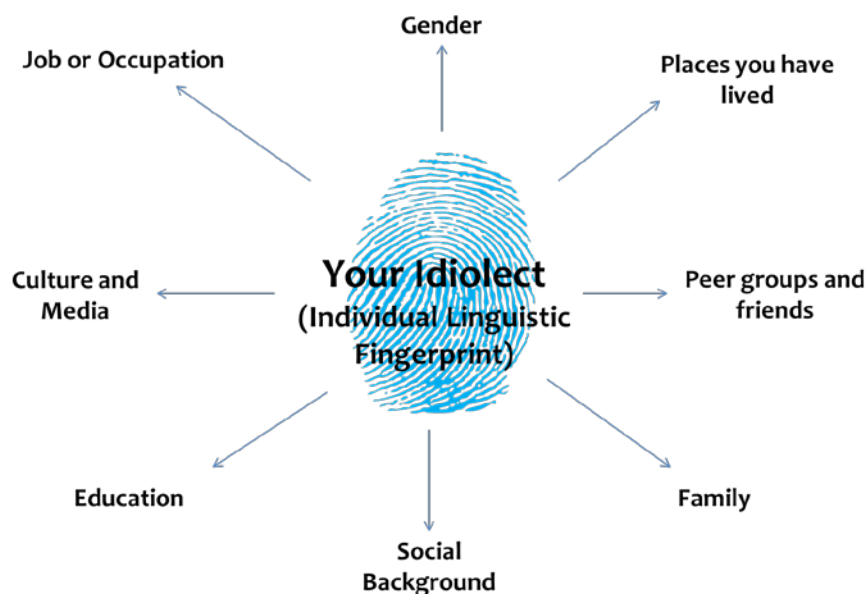 Gender
Job or Occupation
Places you have
lived
Your Idiolect
(Individual Linguistic
Fingerprint)
Culture and
Media
Peer groups and
friends
Education
Family
Social
Background